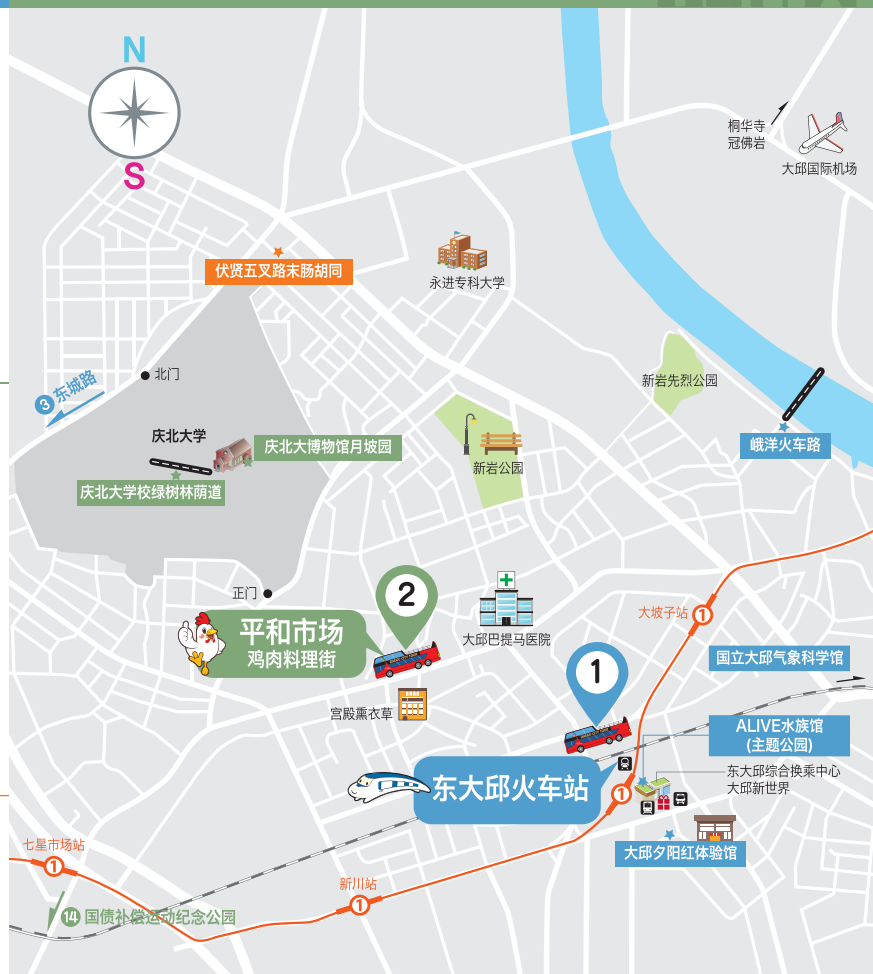 N
S
桐华寺
冠佛岩
大邱国际机场
伏贤五叉路末肠胡同
永进专科大学
北门
3 东城路
新岩先烈公园
庆北大学
庆北大博物馆月坡园
峨洋火车路
新岩公园
庆北大学校绿树林荫道
正门
2
大坡子站
1
平和市场
鸡肉料理街
大邱巴提马医院
1
国立大邱气象科学馆
宫殿熏衣草
ALIVE水族馆
(主题公园)
东大邱火车站
1
东大邱综合换乘中心
大邱新世界
七星市场站
1
大邱夕阳红体验馆
新川站
1
14 国债补偿运动纪念公园